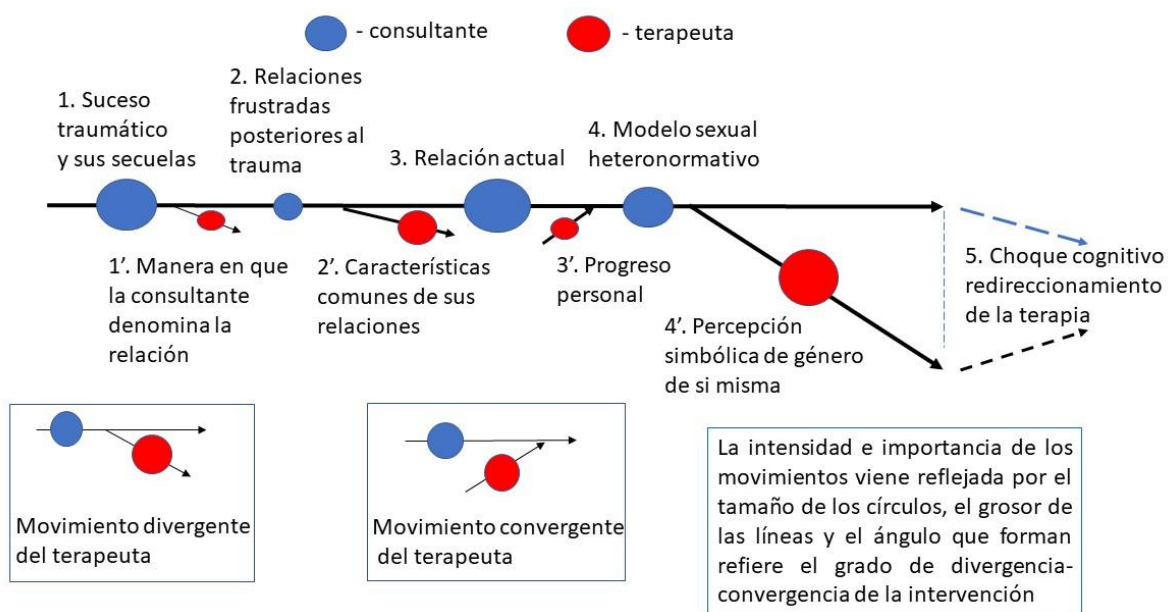 - consultante
- terapeuta
1. Suceso
traumático
y sus secuelas
2. Relaciones
frustradas
posteriores al
trauma
3. Relación actual
4. Modelo sexual
heteronormativo
1'. Manera en que
la consultante
denomina la
relación
2'. Características
comunes de sus
relaciones
3'. Progreso
personal
4'. Percepción
simbólica de género
de si misma
5. Choque cognitivo
redireccionamiento
de la terapia
Movimiento divergente
del terapeuta
Movimiento convergente
del terapeuta
La intensidad e importancia de los
movimientos viene reflejada por el
tamaño de los círculos, el grosor de
las líneas y el ángulo que forman
refiere el grado de divergencia-
convergencia de la intervención